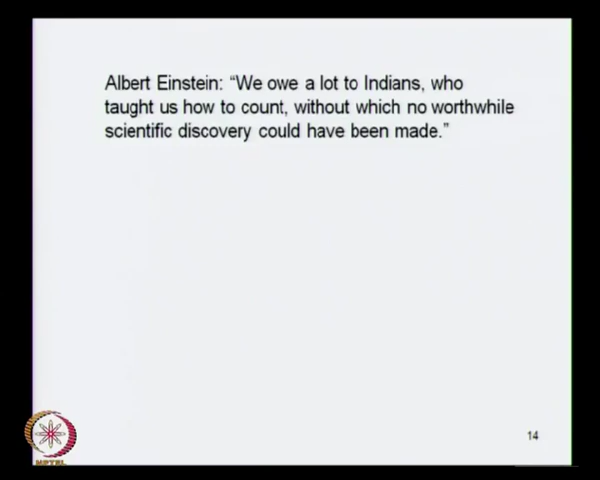 Albert Einstein: “We owe a lot to Indians, who
taught us how to count, without which no worthwhile
scientific discovery could have been made.”
14
NPTEL